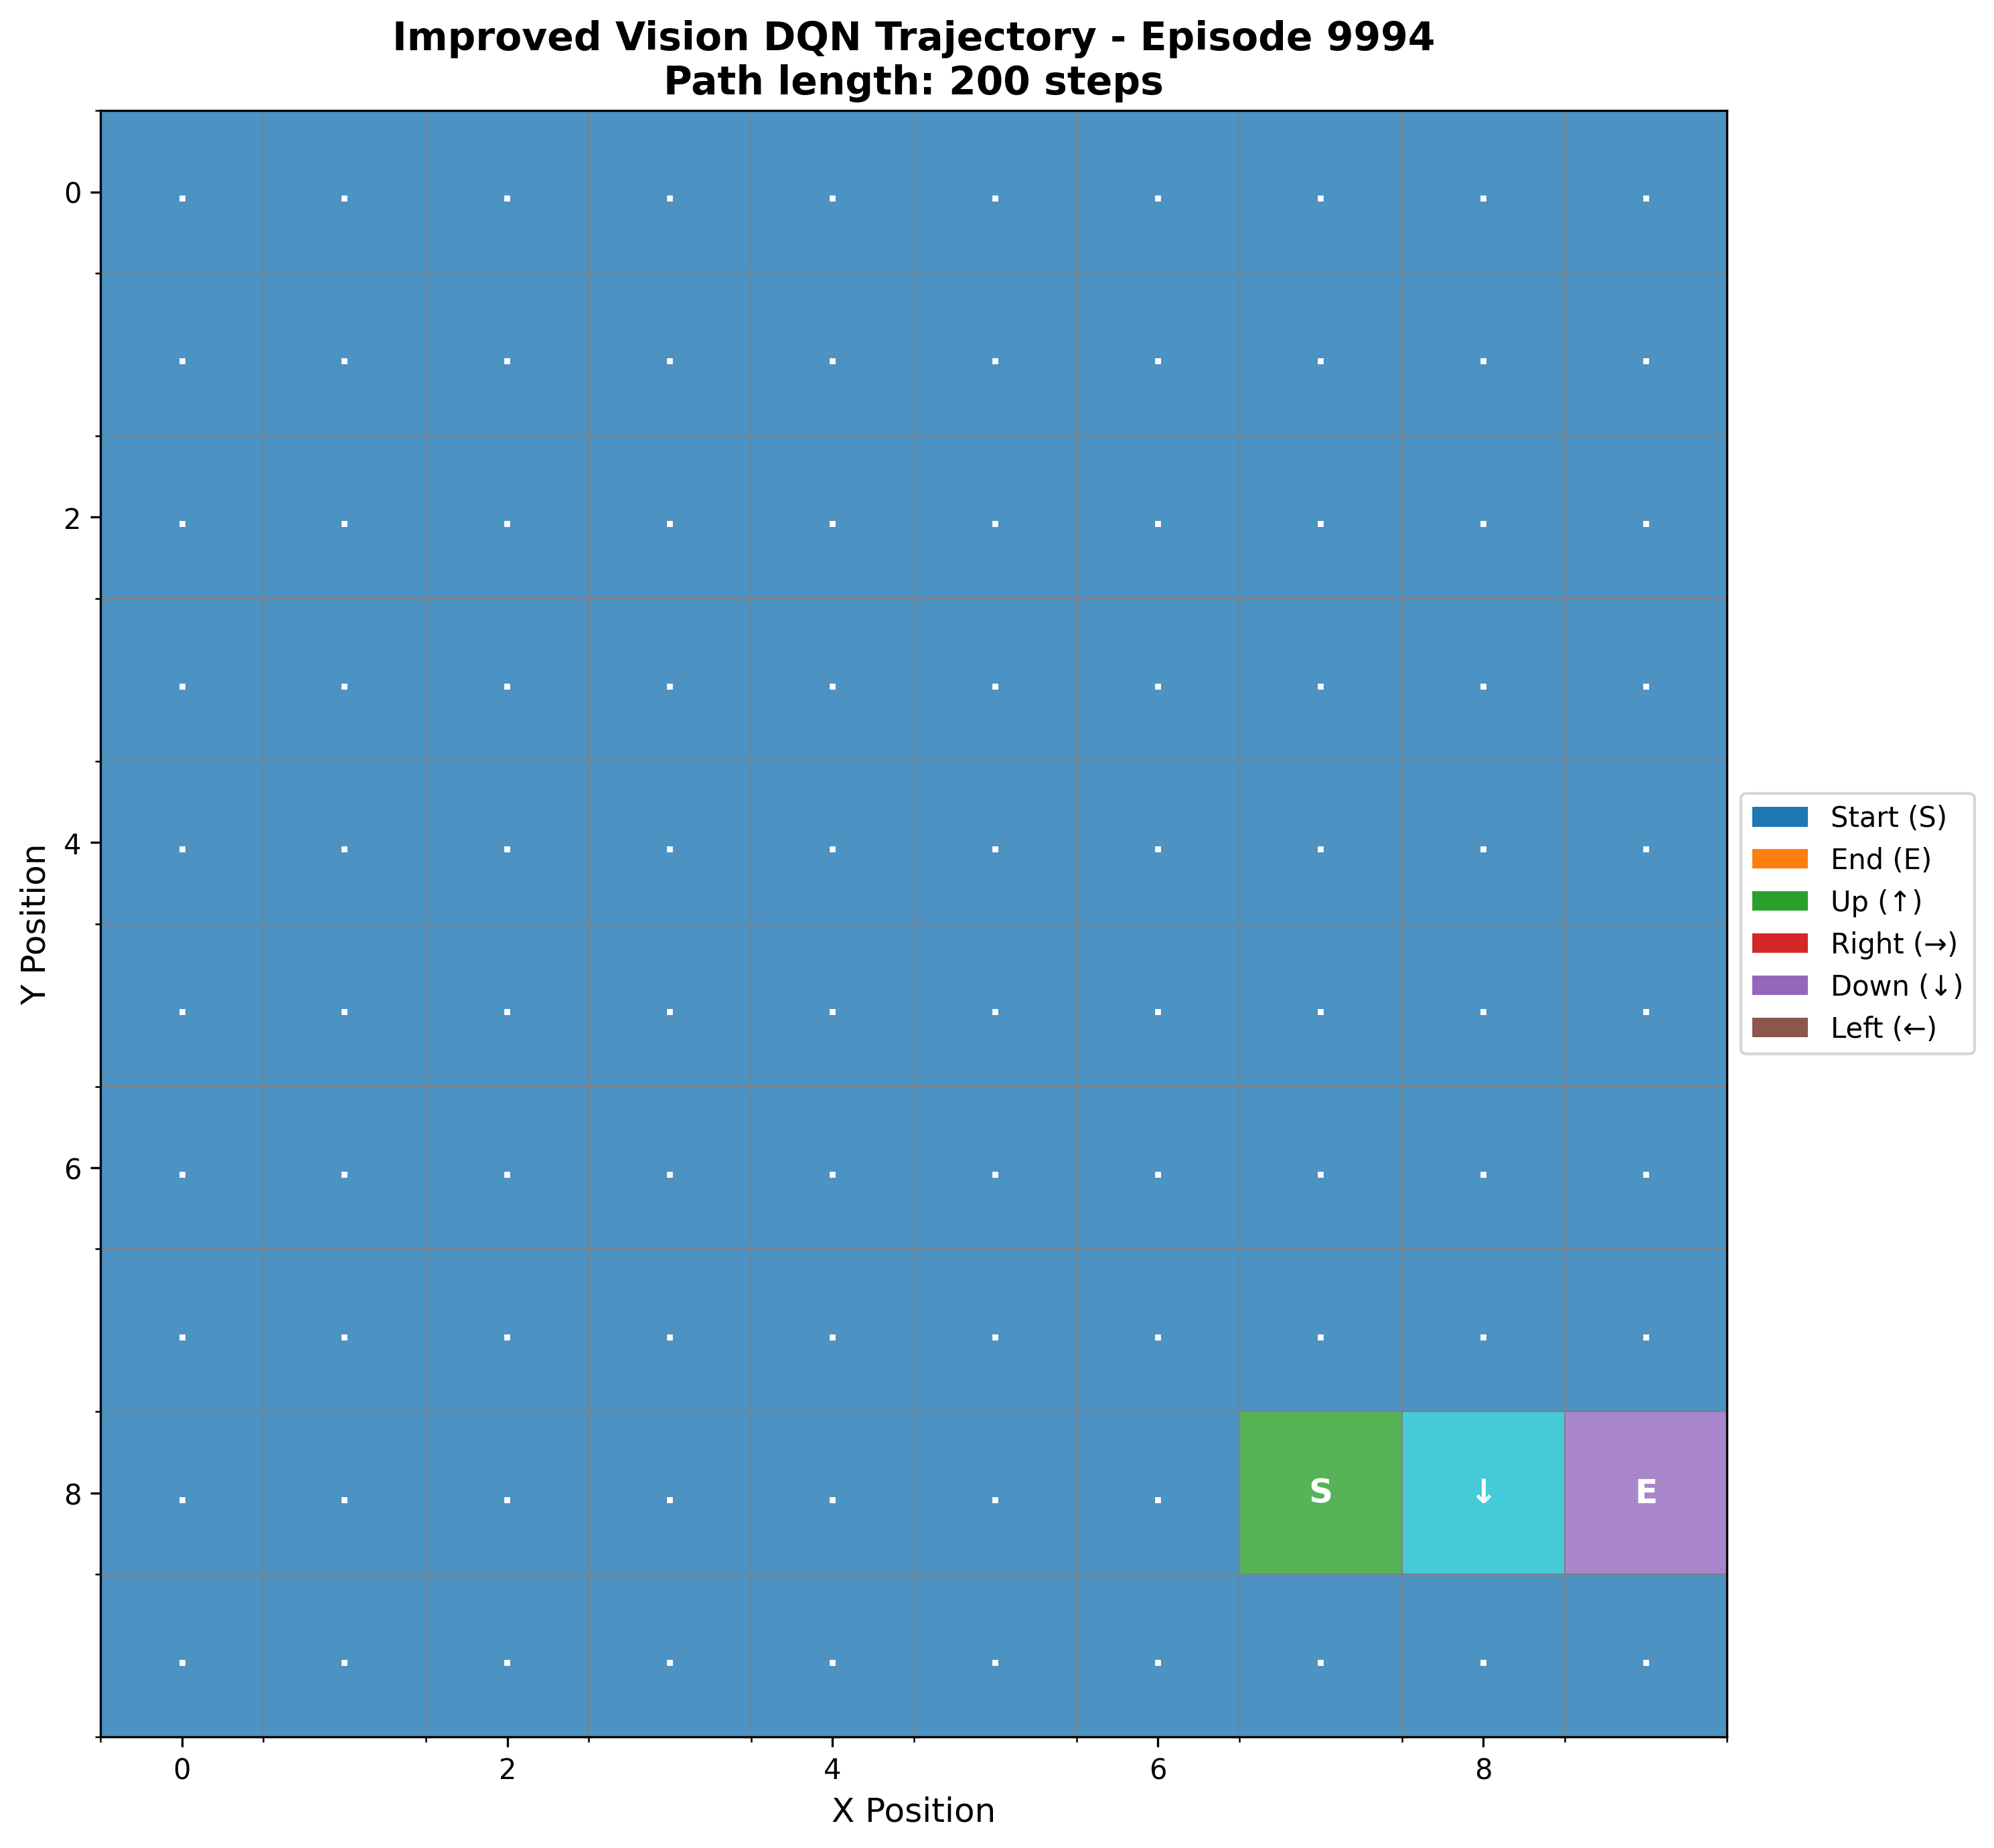 Improved Vision DQN Trajectory - Episode 9994
Path length: 200 steps
Y Position
0
2
4
6
8
S ↓ E
0 2 4 6 8
X Position
Start (S)
End (E)
Up (↑)
Right (→)
Down (↓)
Left (←)